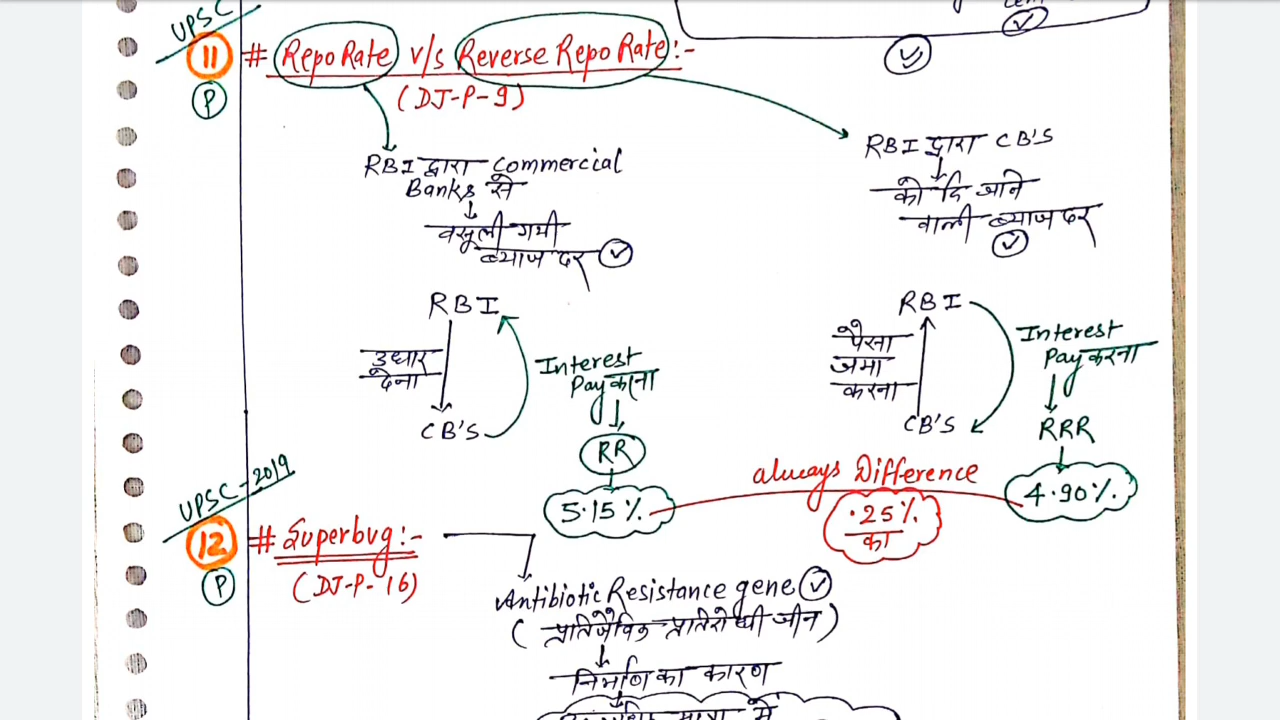 UPSC
11 # Repo Rate v/s Reverse Repo Rate :-
P
(DJ-P-9)
RBI द्वारा Commercial
Banks से
वसूली गयी
ब्याज दर
RBI द्वारा CB'S
को दि जाने
वाली ब्याज दर
RBI
उधार
देना
CB'S
Interest
Pay करना
RR
5.15%
RBI
पैसा
जमा
करना
CB'S
Interest
Pay करना
RRR
4.90%
always Difference
.25%
का
UPSC-2019
12 # Superbug:-
P
(DJ-P-16)
Antibiotic Resistance gene
(प्रतिजैविक प्रतिरोधी जीन)
निर्माण का कारण